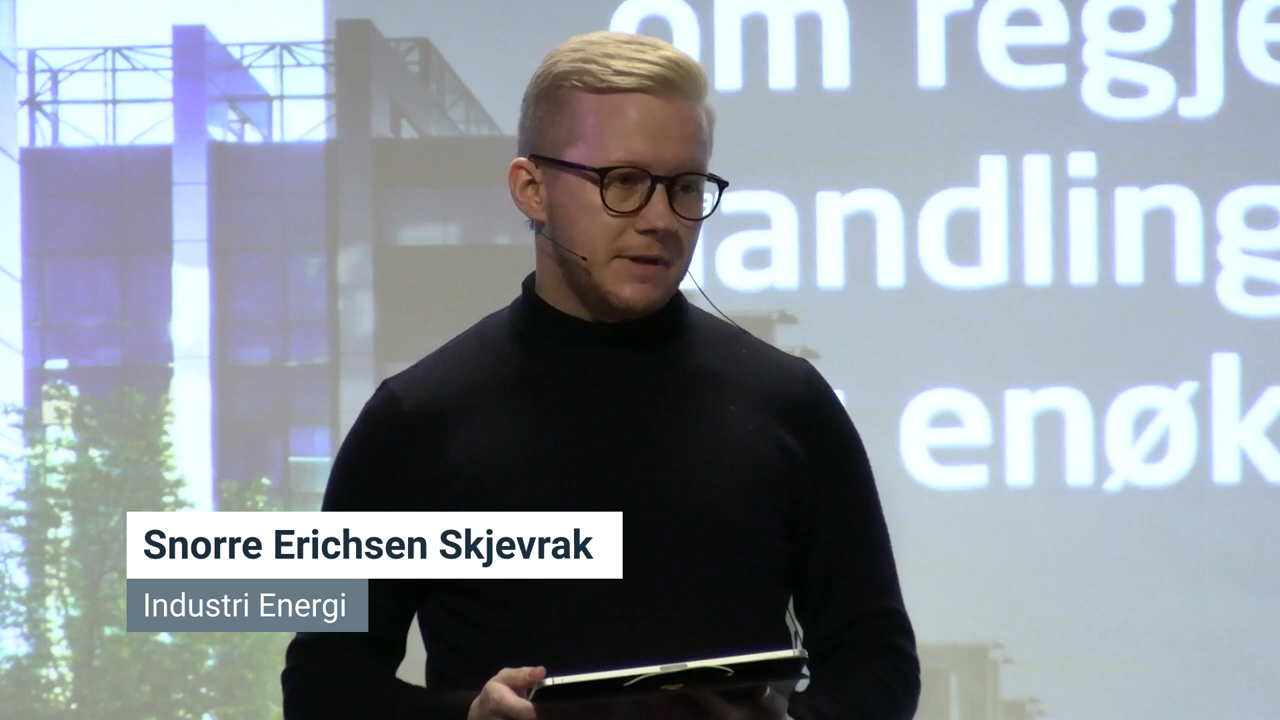 om regje
handling
enøk
Snorre Erichsen Skjevrak
Industri Energi